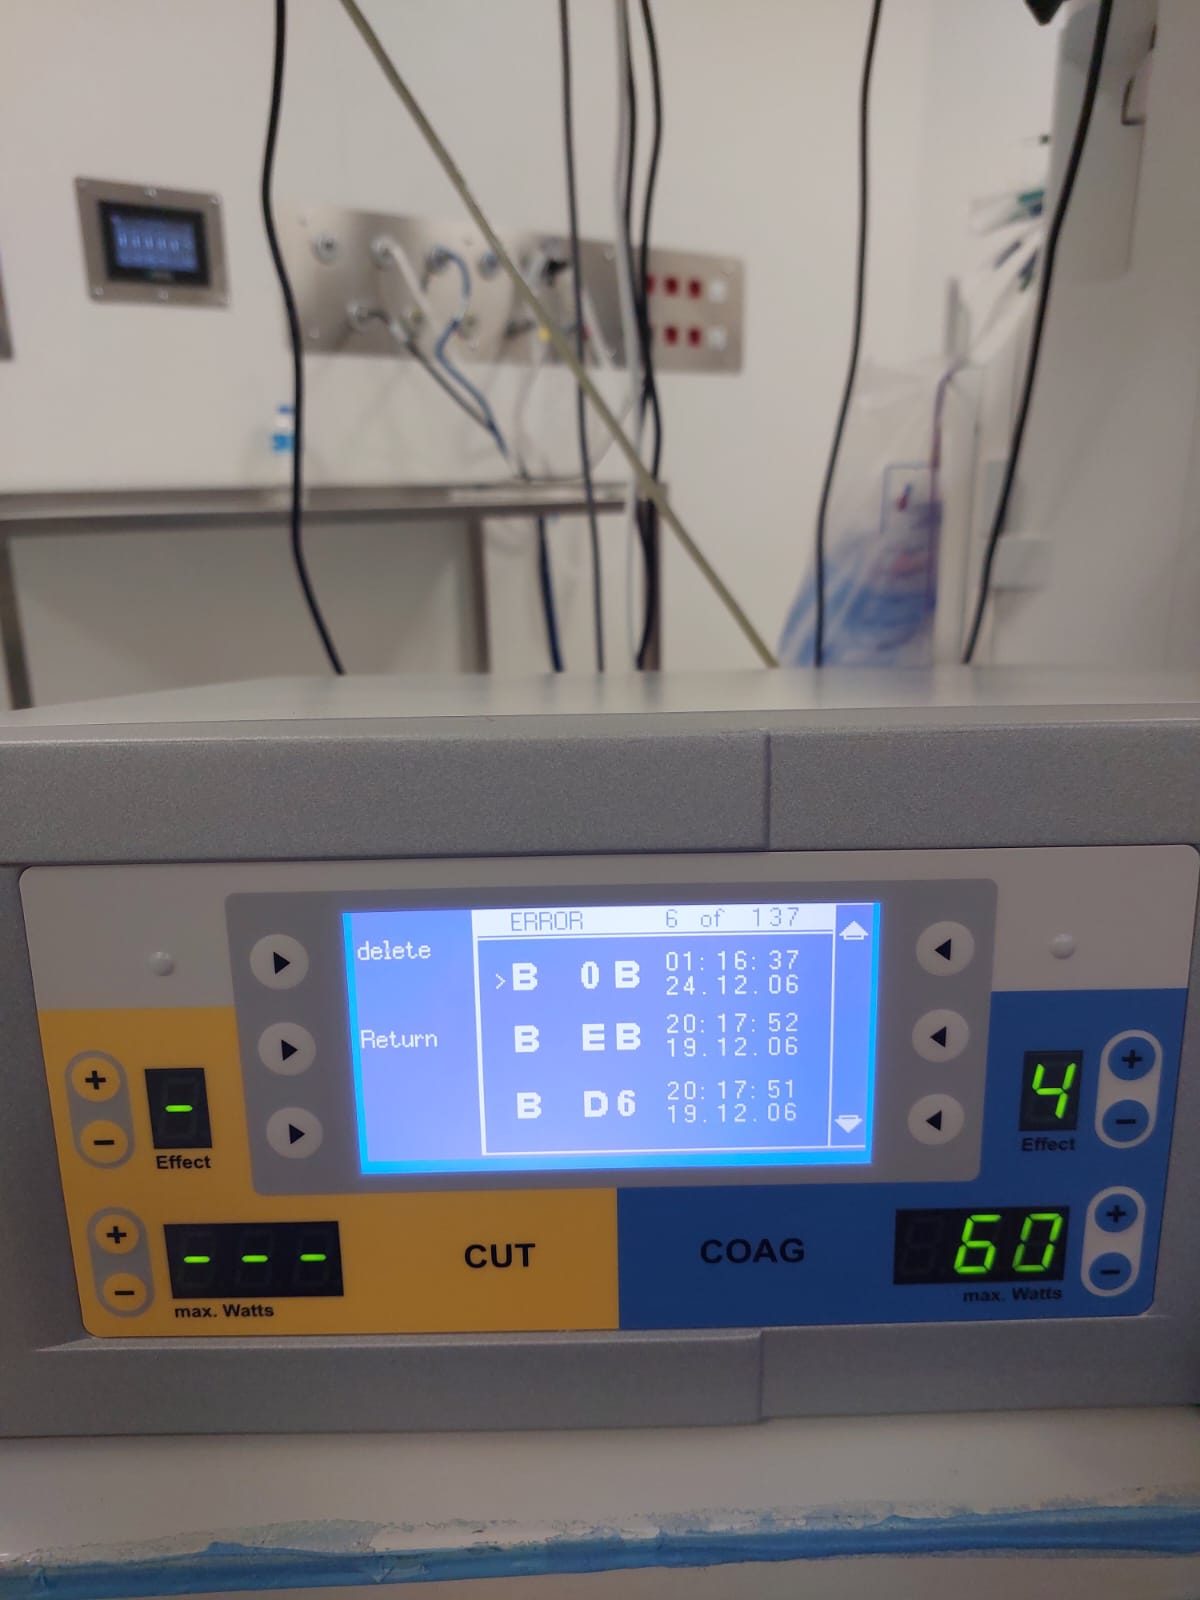 ERROR 6 of 137
delete
>B 0B 01:16:37
24.12.06
Return
B EB 20:17:52
19.12.06
B D6 20:17:51
19.12.06
+
-
-
Effect
4
+
-
Effect
+
-
---
max. Watts
CUT
COAG
60
+
-
max. Watts